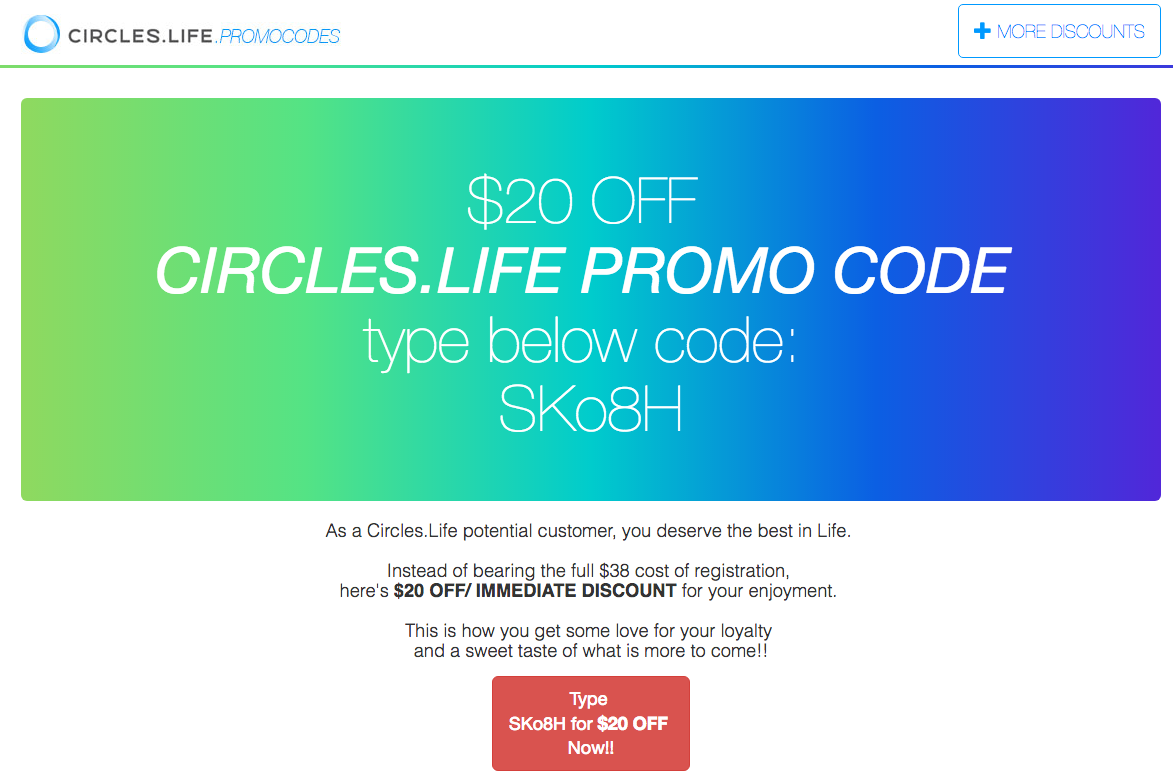 CIRCLES.LIFE.PROMOCODES
MORE DISCOUNTS
$20 OFF
CIRCLES.LIFE PROMO CODE
type below code:
SKo8H
As a Circles.Life potential customer, you deserve the best in Life.
Instead of bearing the full $38 cost of registration,
here's $20 OFF/ IMMEDIATE DISCOUNT for your enjoyment.
This is how you get some love for your loyalty
and a sweet taste of what is more to come!!
Type
SKo8H for $20 OFF
Now!!